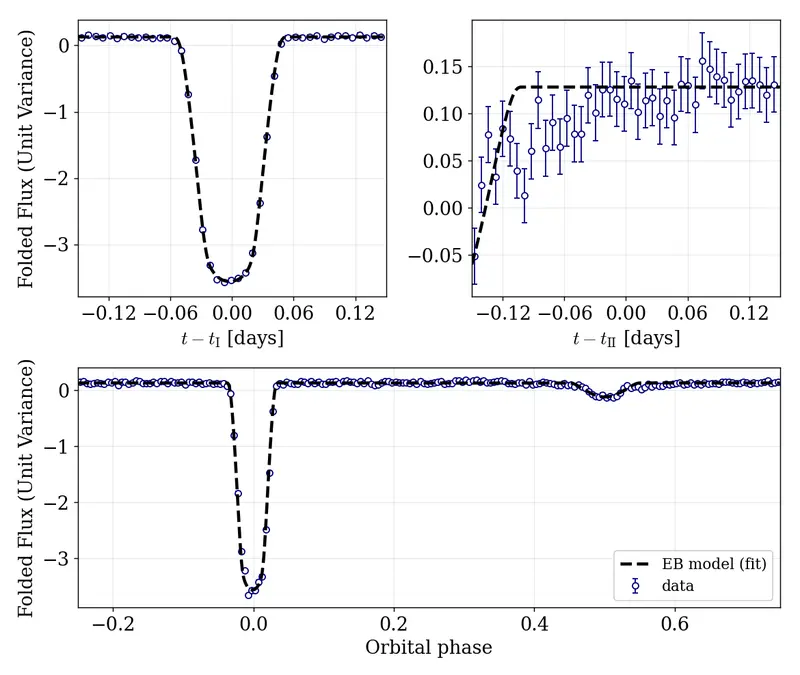 Folded Flux (Unit Variance)
0
−1
−2
−3
−0.12 −0.06 0.00 0.06 0.12
t − t_I [days]
0.15
0.10
0.05
0.00
−0.05
−0.12 −0.06 0.00 0.06 0.12
t − t_II [days]
Folded Flux (Unit Variance)
0
−1
−2
−3
EB model (fit)
data
−0.2 0.0 0.2 0.4 0.6
Orbital phase